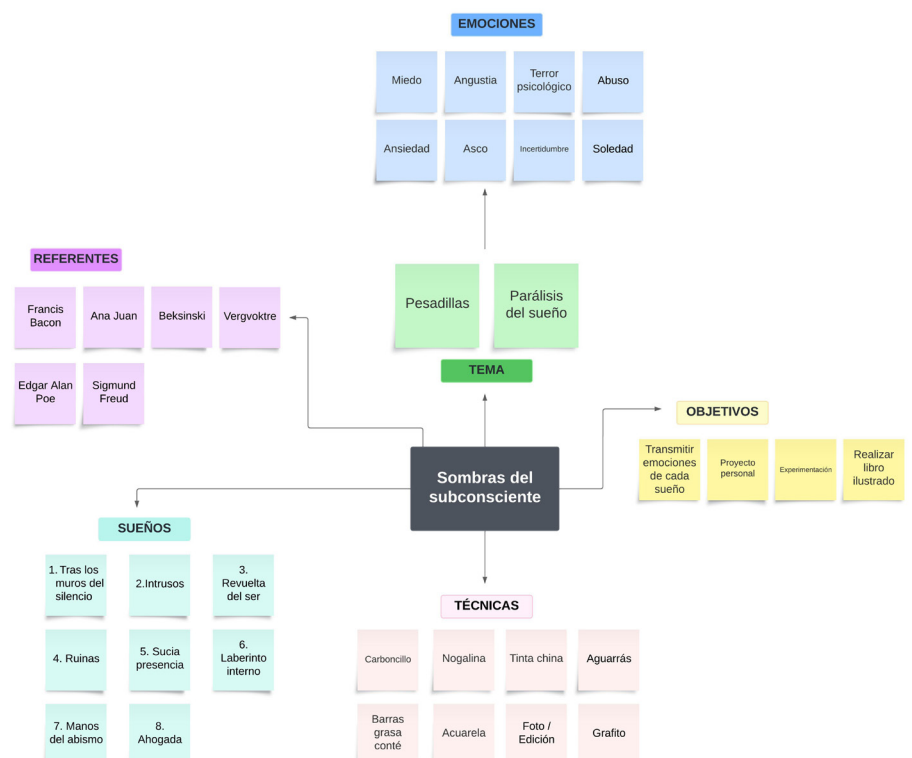 EMOCIONES
Miedo
Angustia
Terror
psicológico
Abuso
Ansiedad
Asco
Incertidumbre
Soledad
REFERENTES
Francis
Bacon
Ana Juan
Beksinski
Vergvoktre
Edgar Alan
Poe
Sigmund
Freud
Pesadillas
Parálisis
del sueño
TEMA
OBJETIVOS
Transmitir
emociones
de cada
sueño
Proyecto
personal
Experimentación
Realizar
libro
ilustrado
Sombras del
subconsciente
SUEÑOS
1. Tras los
muros del
silencio
2.Intrusos
3.
Revuelta
del ser
4. Ruinas
5. Sucia
presencia
6.
Laberinto
interno
7. Manos
del abismo
8.
Ahogada
TÉCNICAS
Carboncillo
Nogalina
Tinta china
Aguarrás
Barras
grasa
conté
Acuarela
Foto /
Edición
Grafito